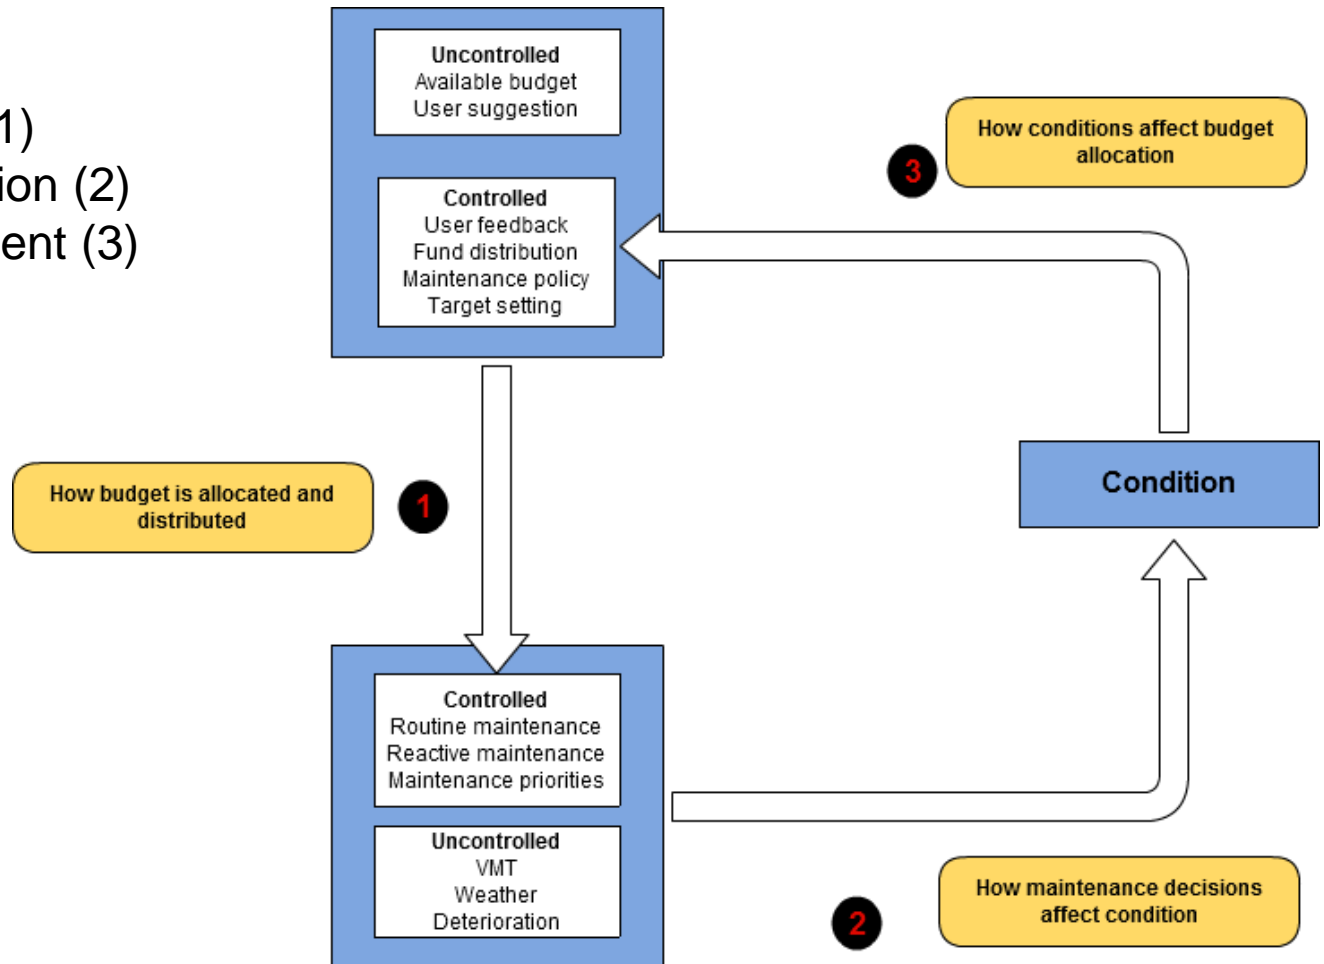 1)
ion (2)
ent (3)
Uncontrolled
Available budget
User suggestion
Controlled
User feedback
Fund distribution
Maintenance policy
Target setting
3
How conditions affect budget
allocation
Condition
How budget is allocated and
distributed
1
Controlled
Routine maintenance
Reactive maintenance
Maintenance priorities
Uncontrolled
VMT
Weather
Deterioration
2
How maintenance decisions
affect condition